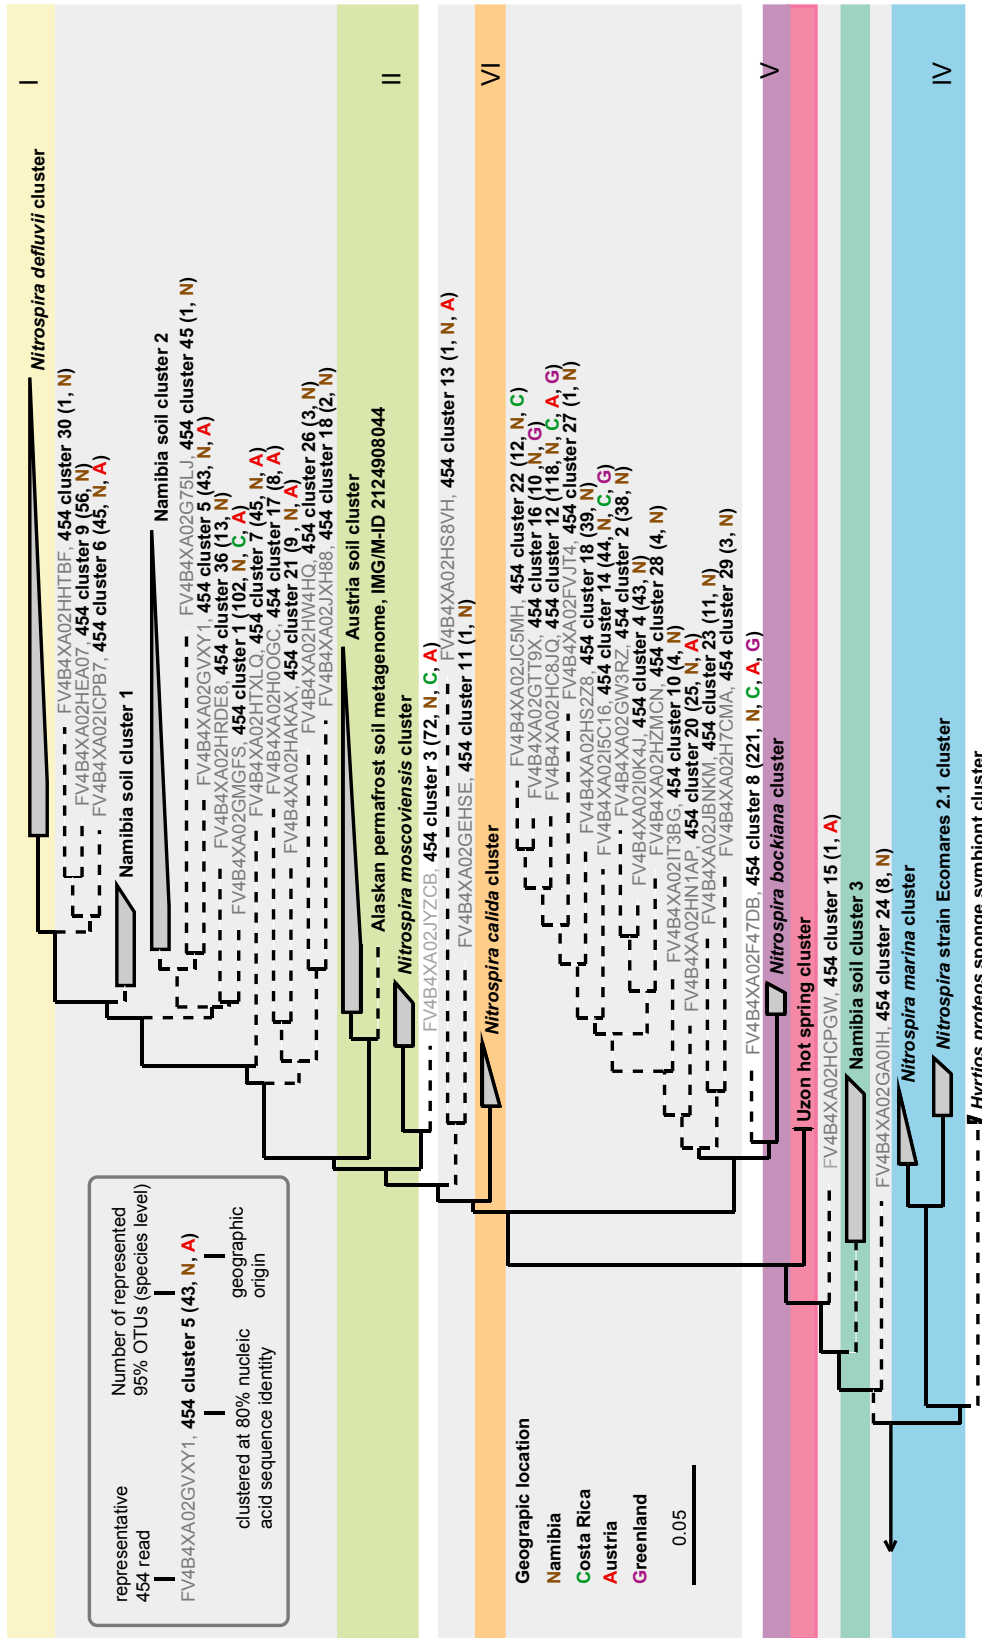 I
Nitrospira defluvii cluster
FV4B4XA02HHTBF, 454 cluster 30 (1, N)
FV4B4XA02HEA07, 454 cluster 9 (56, N)
FV4B4XA02ICPB7, 454 cluster 6 (45, N, A)
Namibia soil cluster 1
Namibia soil cluster 2
FV4B4XA02G75LJ, 454 cluster 45 (1, N)
FV4B4XA02GVXY1, 454 cluster 5 (43, N, A)
FV4B4XA02HRDE8, 454 cluster 36 (13, N)
FV4B4XA02GMGFS, 454 cluster 1 (102, N, C, A)
FV4B4XA02HTXLQ, 454 cluster 7 (45, N, A)
FV4B4XA02H0OGC, 454 cluster 17 (8, A)
FV4B4XA02HAKAX, 454 cluster 21 (9, N, A)
FV4B4XA02HW4HQ, 454 cluster 26 (3, N)
FV4B4XA02JXH88, 454 cluster 18 (2, N)
Austria soil cluster
Alaskan permafrost soil metagenome, IMG/M-ID 2124908044
II
Nitrospira moscoviensis cluster
FV4B4XA02JYZCB, 454 cluster 3 (72, N, C, A)
FV4B4XA02HS8VH, 454 cluster 13 (1, N, A)
FV4B4XA02GEHSE, 454 cluster 11 (1, N)
VI
Nitrospira calida cluster
FV4B4XA02JC5MH, 454 cluster 22 (12, N, C)
FV4B4XA02GTT9X, 454 cluster 16 (10, N, G)
FV4B4XA02HC8JQ, 454 cluster 12 (118, N, C, A, G)
FV4B4XA02FVJT4, 454 cluster 27 (1, N)
FV4B4XA02HSZZ8, 454 cluster 18 (39, N)
FV4B4XA02I5C16, 454 cluster 14 (44, N, C, G)
FV4B4XA02GW3RZ, 454 cluster 2 (38, N)
FV4B4XA02I0K4J, 454 cluster 4 (43, N)
FV4B4XA02HZMCN, 454 cluster 28 (4, N)
FV4B4XA02IT3BG, 454 cluster 10 (4, N)
FV4B4XA02HN1AP, 454 cluster 20 (25, N, A)
FV4B4XA02JBNKM, 454 cluster 23 (11, N)
FV4B4XA02H7CMA, 454 cluster 29 (3, N)
FV4B4XA02F47DB, 454 cluster 8 (221, N, C, A, G)
V
Nitrospira bockiana cluster
Uzon hot spring cluster
FV4B4XA02HCPGW, 454 cluster 15 (1, A)
Namibia soil cluster 3
FV4B4XA02GA0IH, 454 cluster 24 (8, N)
Nitrospira marina cluster
IV
Nitrospira strain Ecomares 2.1 cluster
Hyrtios proteos sponge symbiont cluster
representative
454 read
Number of represented
95% OTUs (species level)
FV4B4XA02GVXY1, 454 cluster 5 (43, N, A)
clustered at 80% nucleic
acid sequence identity
geographic
origin
Geograpic location
Namibia
Costa Rica
Austria
Greenland
0.05